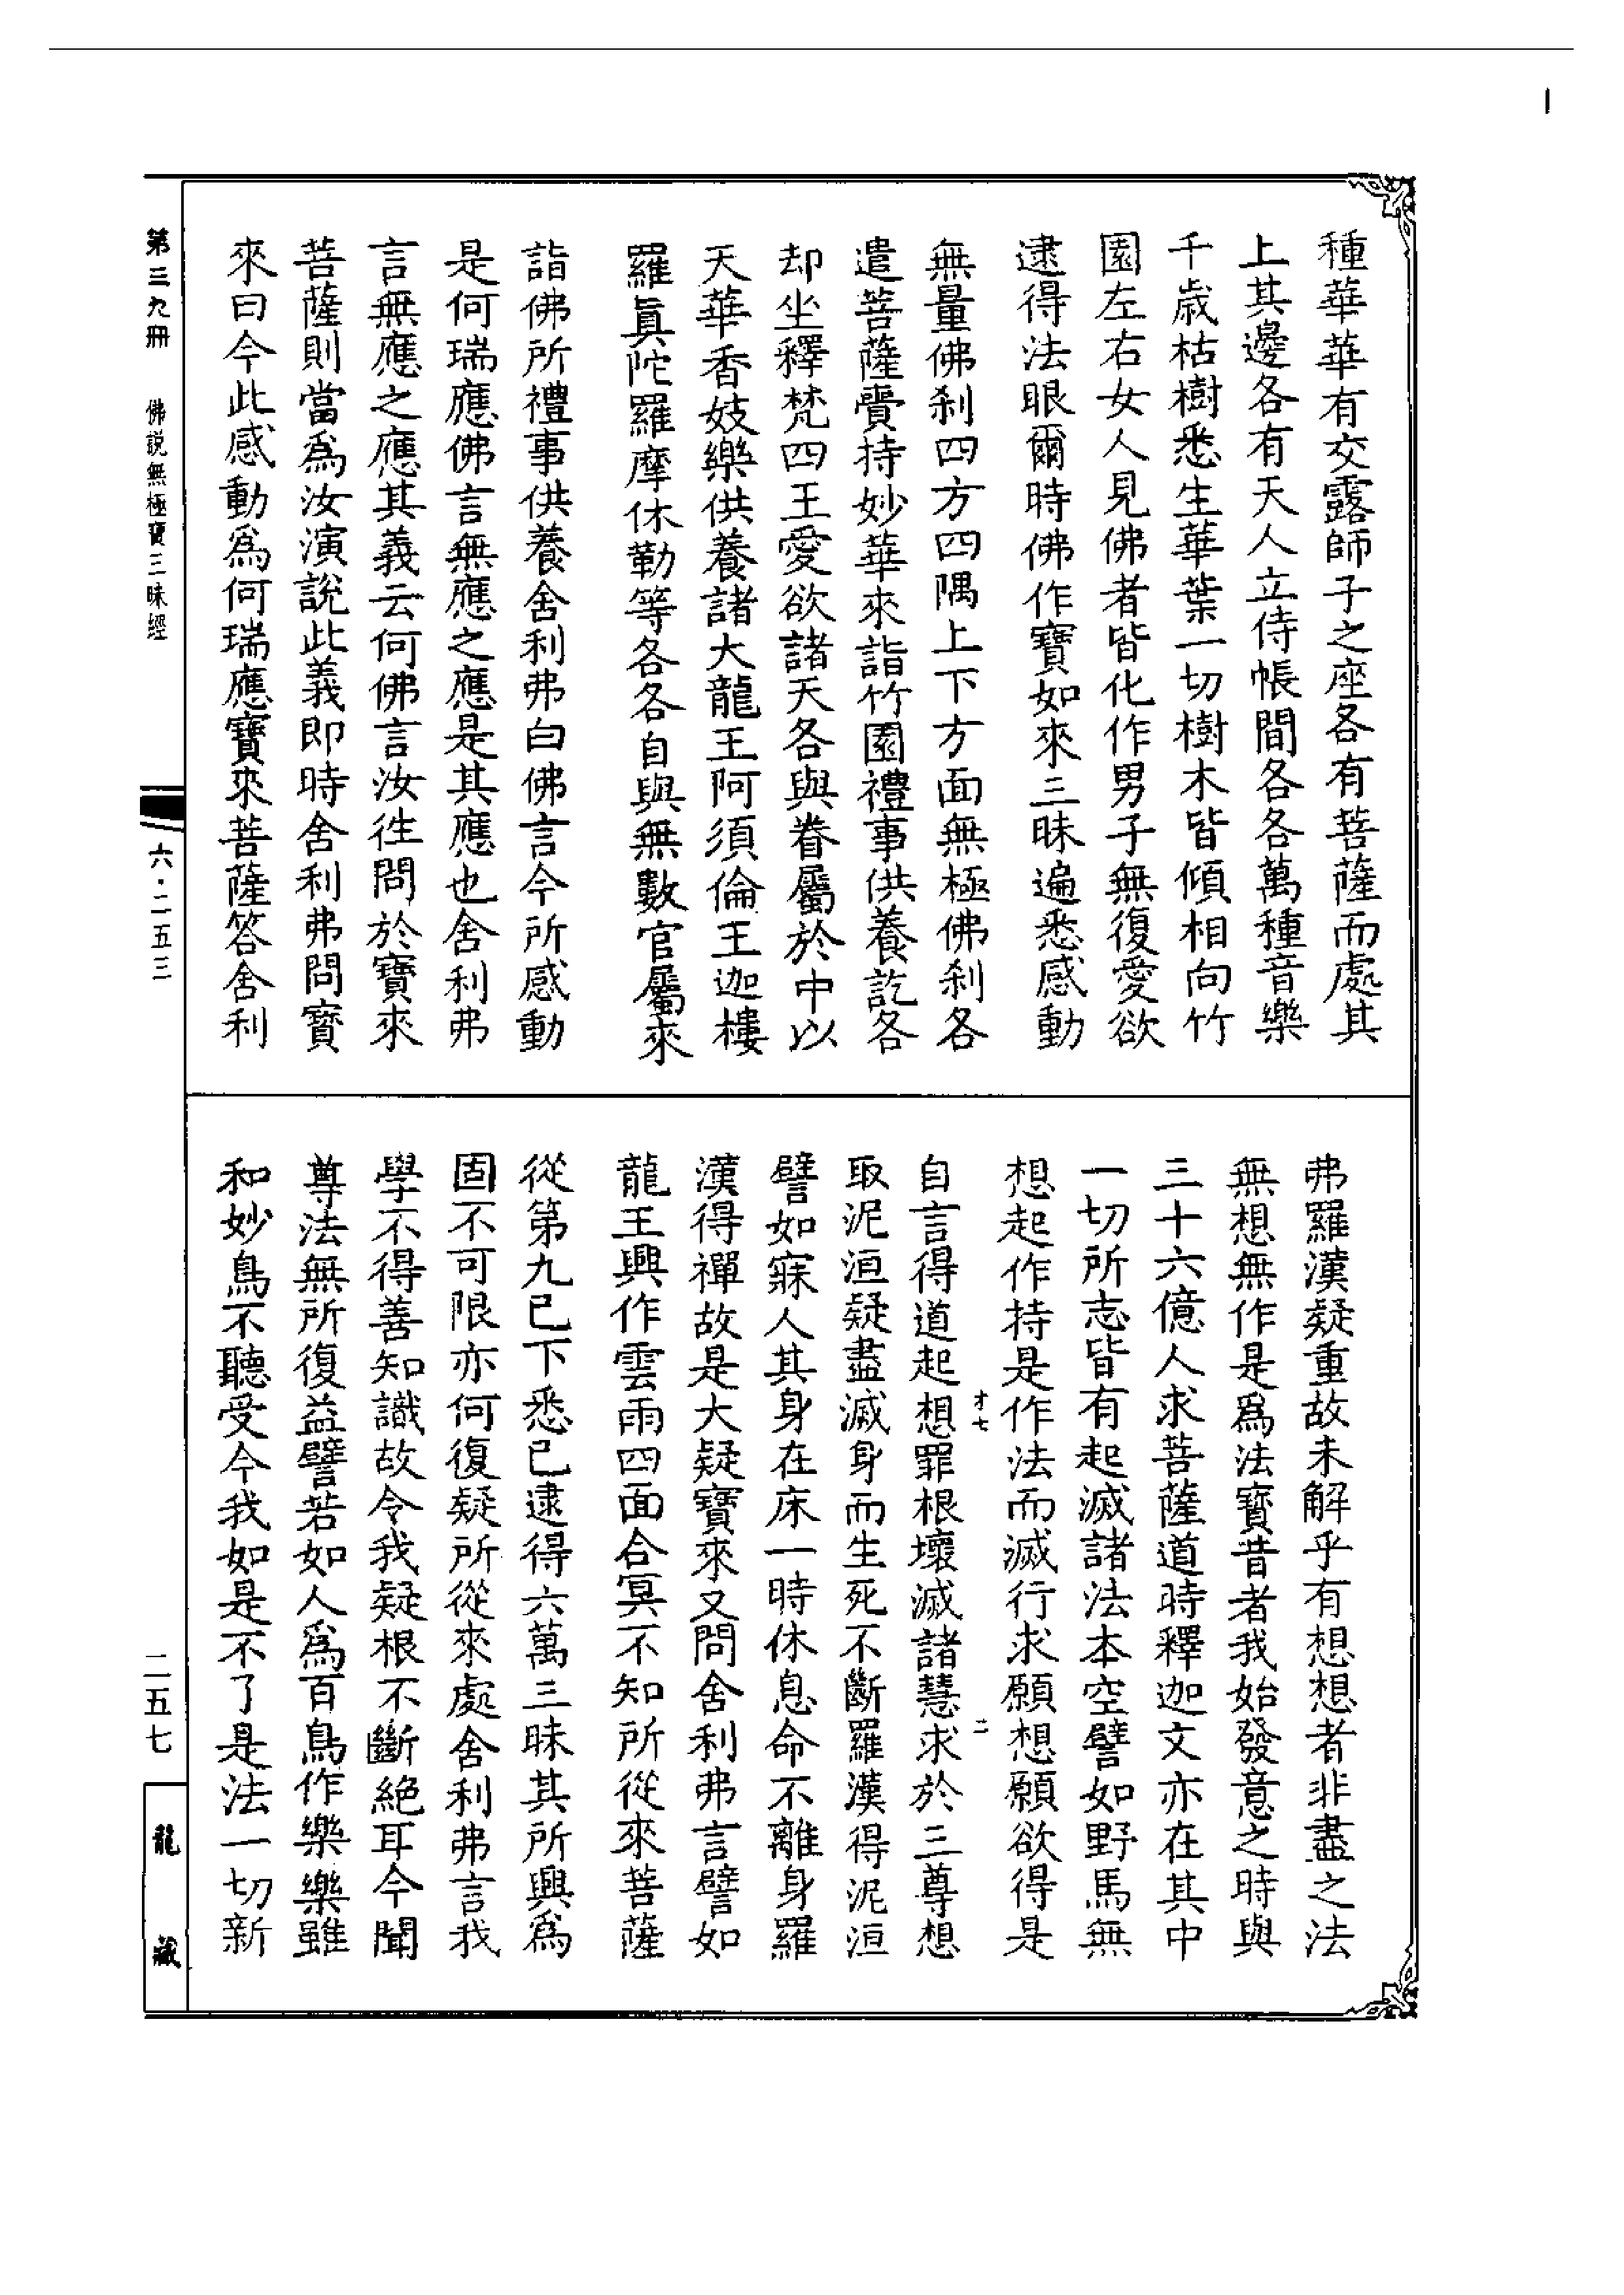 種華華有交露師子之座各有菩薩而處其
上其邊各有天人立侍帳間各各萬種音樂
千歲枯樹悉生華葉一切樹木皆傾相向竹
園左右女人見佛者皆化作男子無復愛欲
逮得法眼爾時佛作寶如來三昧遍悉感動
無量佛刹四方四隅上下方面無極佛刹各
遣菩薩賷持妙華來詣竹園禮事供養訖各
却坐釋梵四王愛欲諸天各與眷屬於中以
天華香妓樂供養諸大龍王阿須倫王迦樓
羅眞陀羅摩休勒等各各自與無數官屬來
詣佛所禮事供養舍利弗白佛言今所感動
是何瑞應佛言無應之應是其應也舍利弗
言無應之應其義云何佛言汝徃問於寶來
菩薩則當爲汝演說此義即時舍利弗問寶
來曰今此感動爲何瑞應寶來菩薩答舍利
弗羅漢疑重故未解乎有想想者非盡之法
無想無作是爲法寶昔者我始發意之時與
三十六億人求菩薩道時釋迦文亦在其中
一切所志皆有起滅諸法本空譬如野馬無
想起作持是作法而滅行求願想願欲得是
才七 二
自言得道起想罪根壞滅諸慧求於三尊想
取泥洹疑盡滅身而生死不斷羅漢得泥洹
譬如寐人其身在床一時休息命不離身羅
漢得禪故是大疑寶來又問舍利弗言譬如
龍王興作雲雨四面合冥不知所從來菩薩
從第九已下悉已逮得六萬三昧其所興爲
固不可限亦何復疑所從來處舍利弗言我
學不得善知識故令我疑根不斷絕耳今聞
尊法無所復益譬若如人爲百鳥作樂樂雖
和妙鳥不聽受今我如是不了是法一切新
第三九冊 佛説無極寶三昧經
六·二五三
二五七
龍藏
1